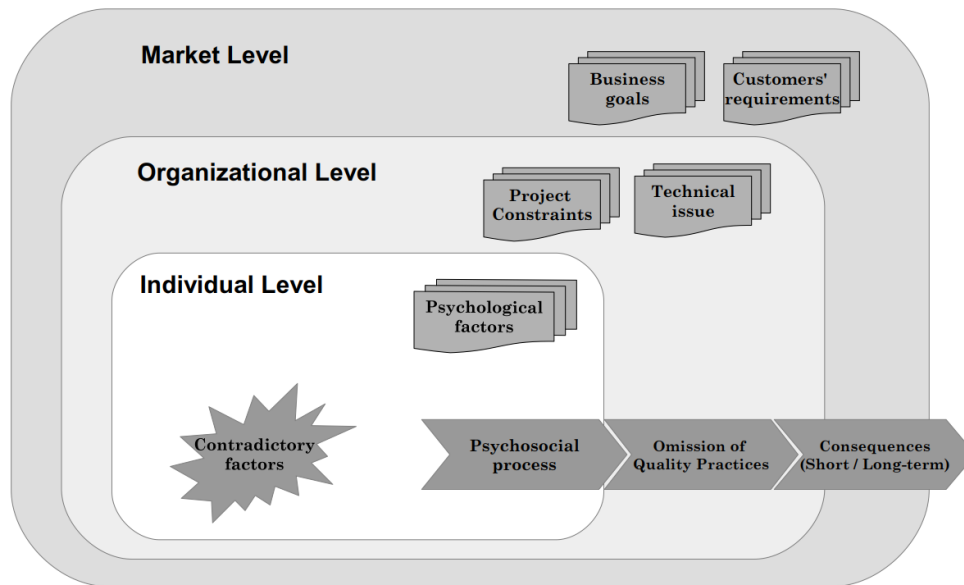 Market Level
Business
goals
Customers'
requirements
Organizational Level
Project
Constraints
Technical
issue
Individual Level
Psychological
factors
Contradictory
factors
Psychosocial
process
Omission of
Quality Practices
Consequences
(Short / Long-term)